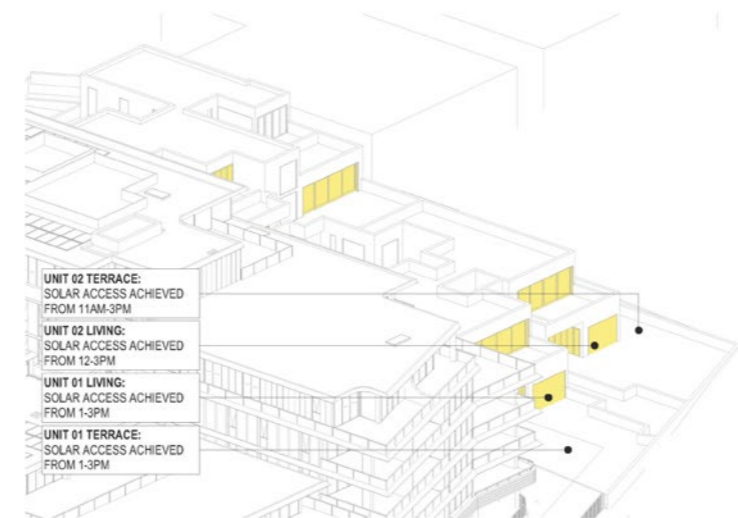 UNIT 02 TERRACE:
SOLAR ACCESS ACHIEVED
FROM 11AM-3PM
UNIT 02 LIVING:
SOLAR ACCESS ACHIEVED
FROM 12-3PM
UNIT 01 LIVING:
SOLAR ACCESS ACHIEVED
FROM 1-3PM
UNIT 01 TERRACE:
SOLAR ACCESS ACHIEVED
FROM 1-3PM